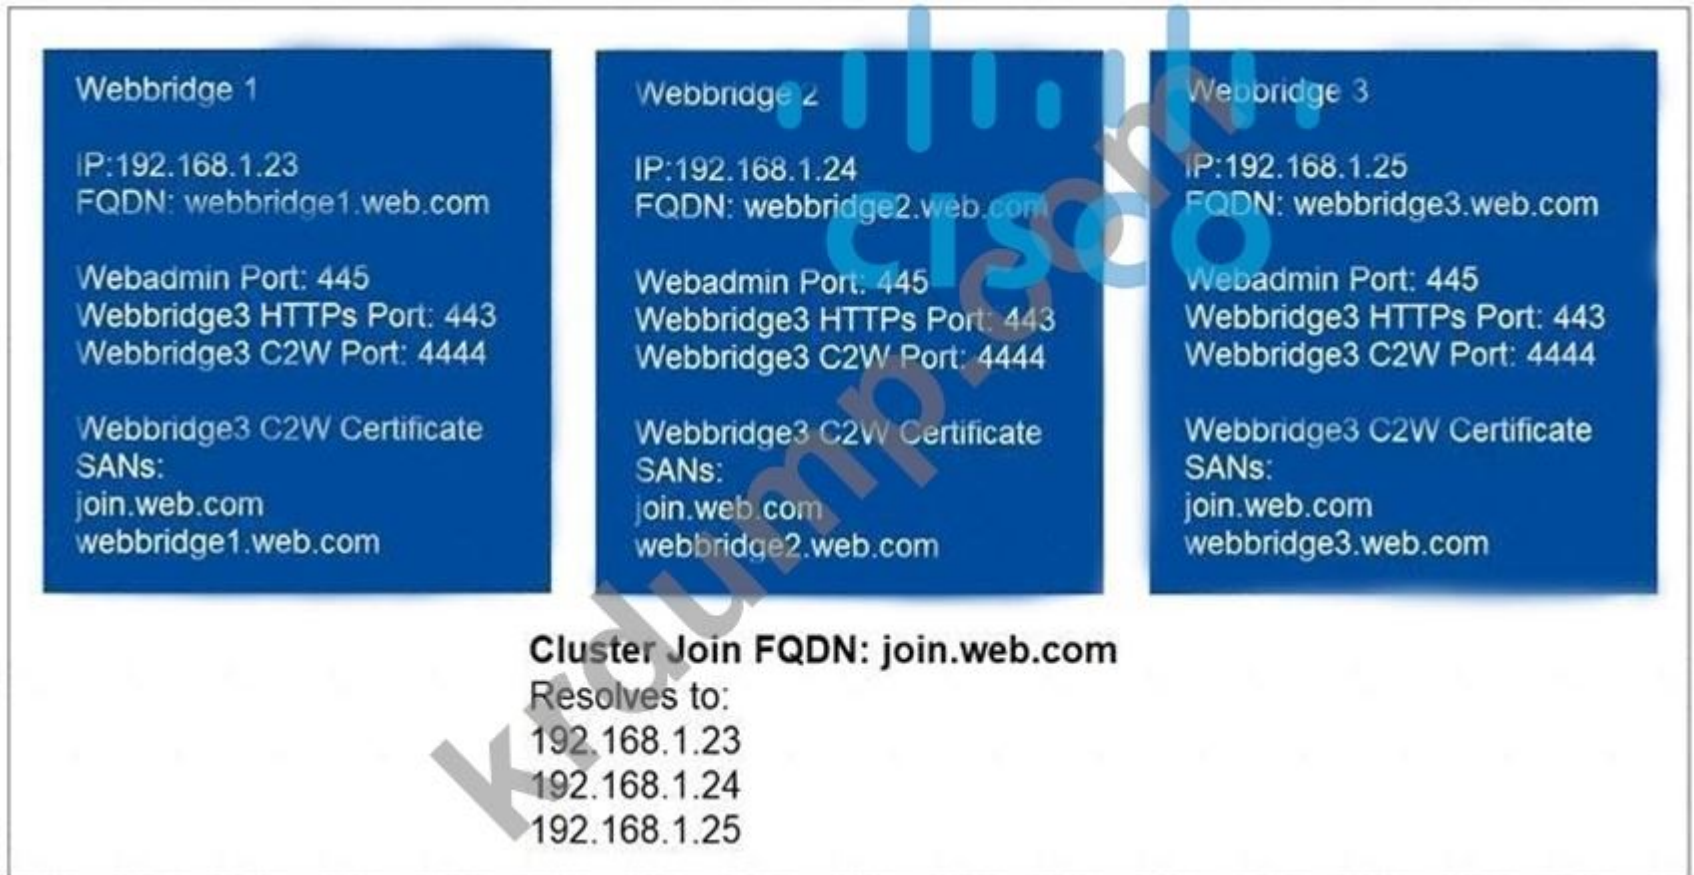 Webbridge 1
IP:192.168.1.23
FQDN: webbridge1.web.com
Webadmin Port: 445
Webbridge3 HTTPs Port: 443
Webbridge3 C2W Port: 4444
Webbridge3 C2W Certificate
SANs:
join.web.com
webbridge1.web.com
Webbridge 2
IP:192.168.1.24
FQDN: webbridge2.web.com
Webadmin Port: 445
Webbridge3 HTTPs Port: 443
Webbridge3 C2W Port: 4444
Webbridge3 C2W Certificate
SANs:
join.web.com
webbridge2.web.com
Webbridge 3
IP:192.168.1.25
FQDN: webbridge3.web.com
Webadmin Port: 445
Webbridge3 HTTPs Port: 443
Webbridge3 C2W Port: 4444
Webbridge3 C2W Certificate
SANs:
join.web.com
webbridge3.web.com
Cluster Join FQDN: join.web.com
Resolves to:
192.168.1.23
192.168.1.24
192.168.1.25
CISCO
krdump.com